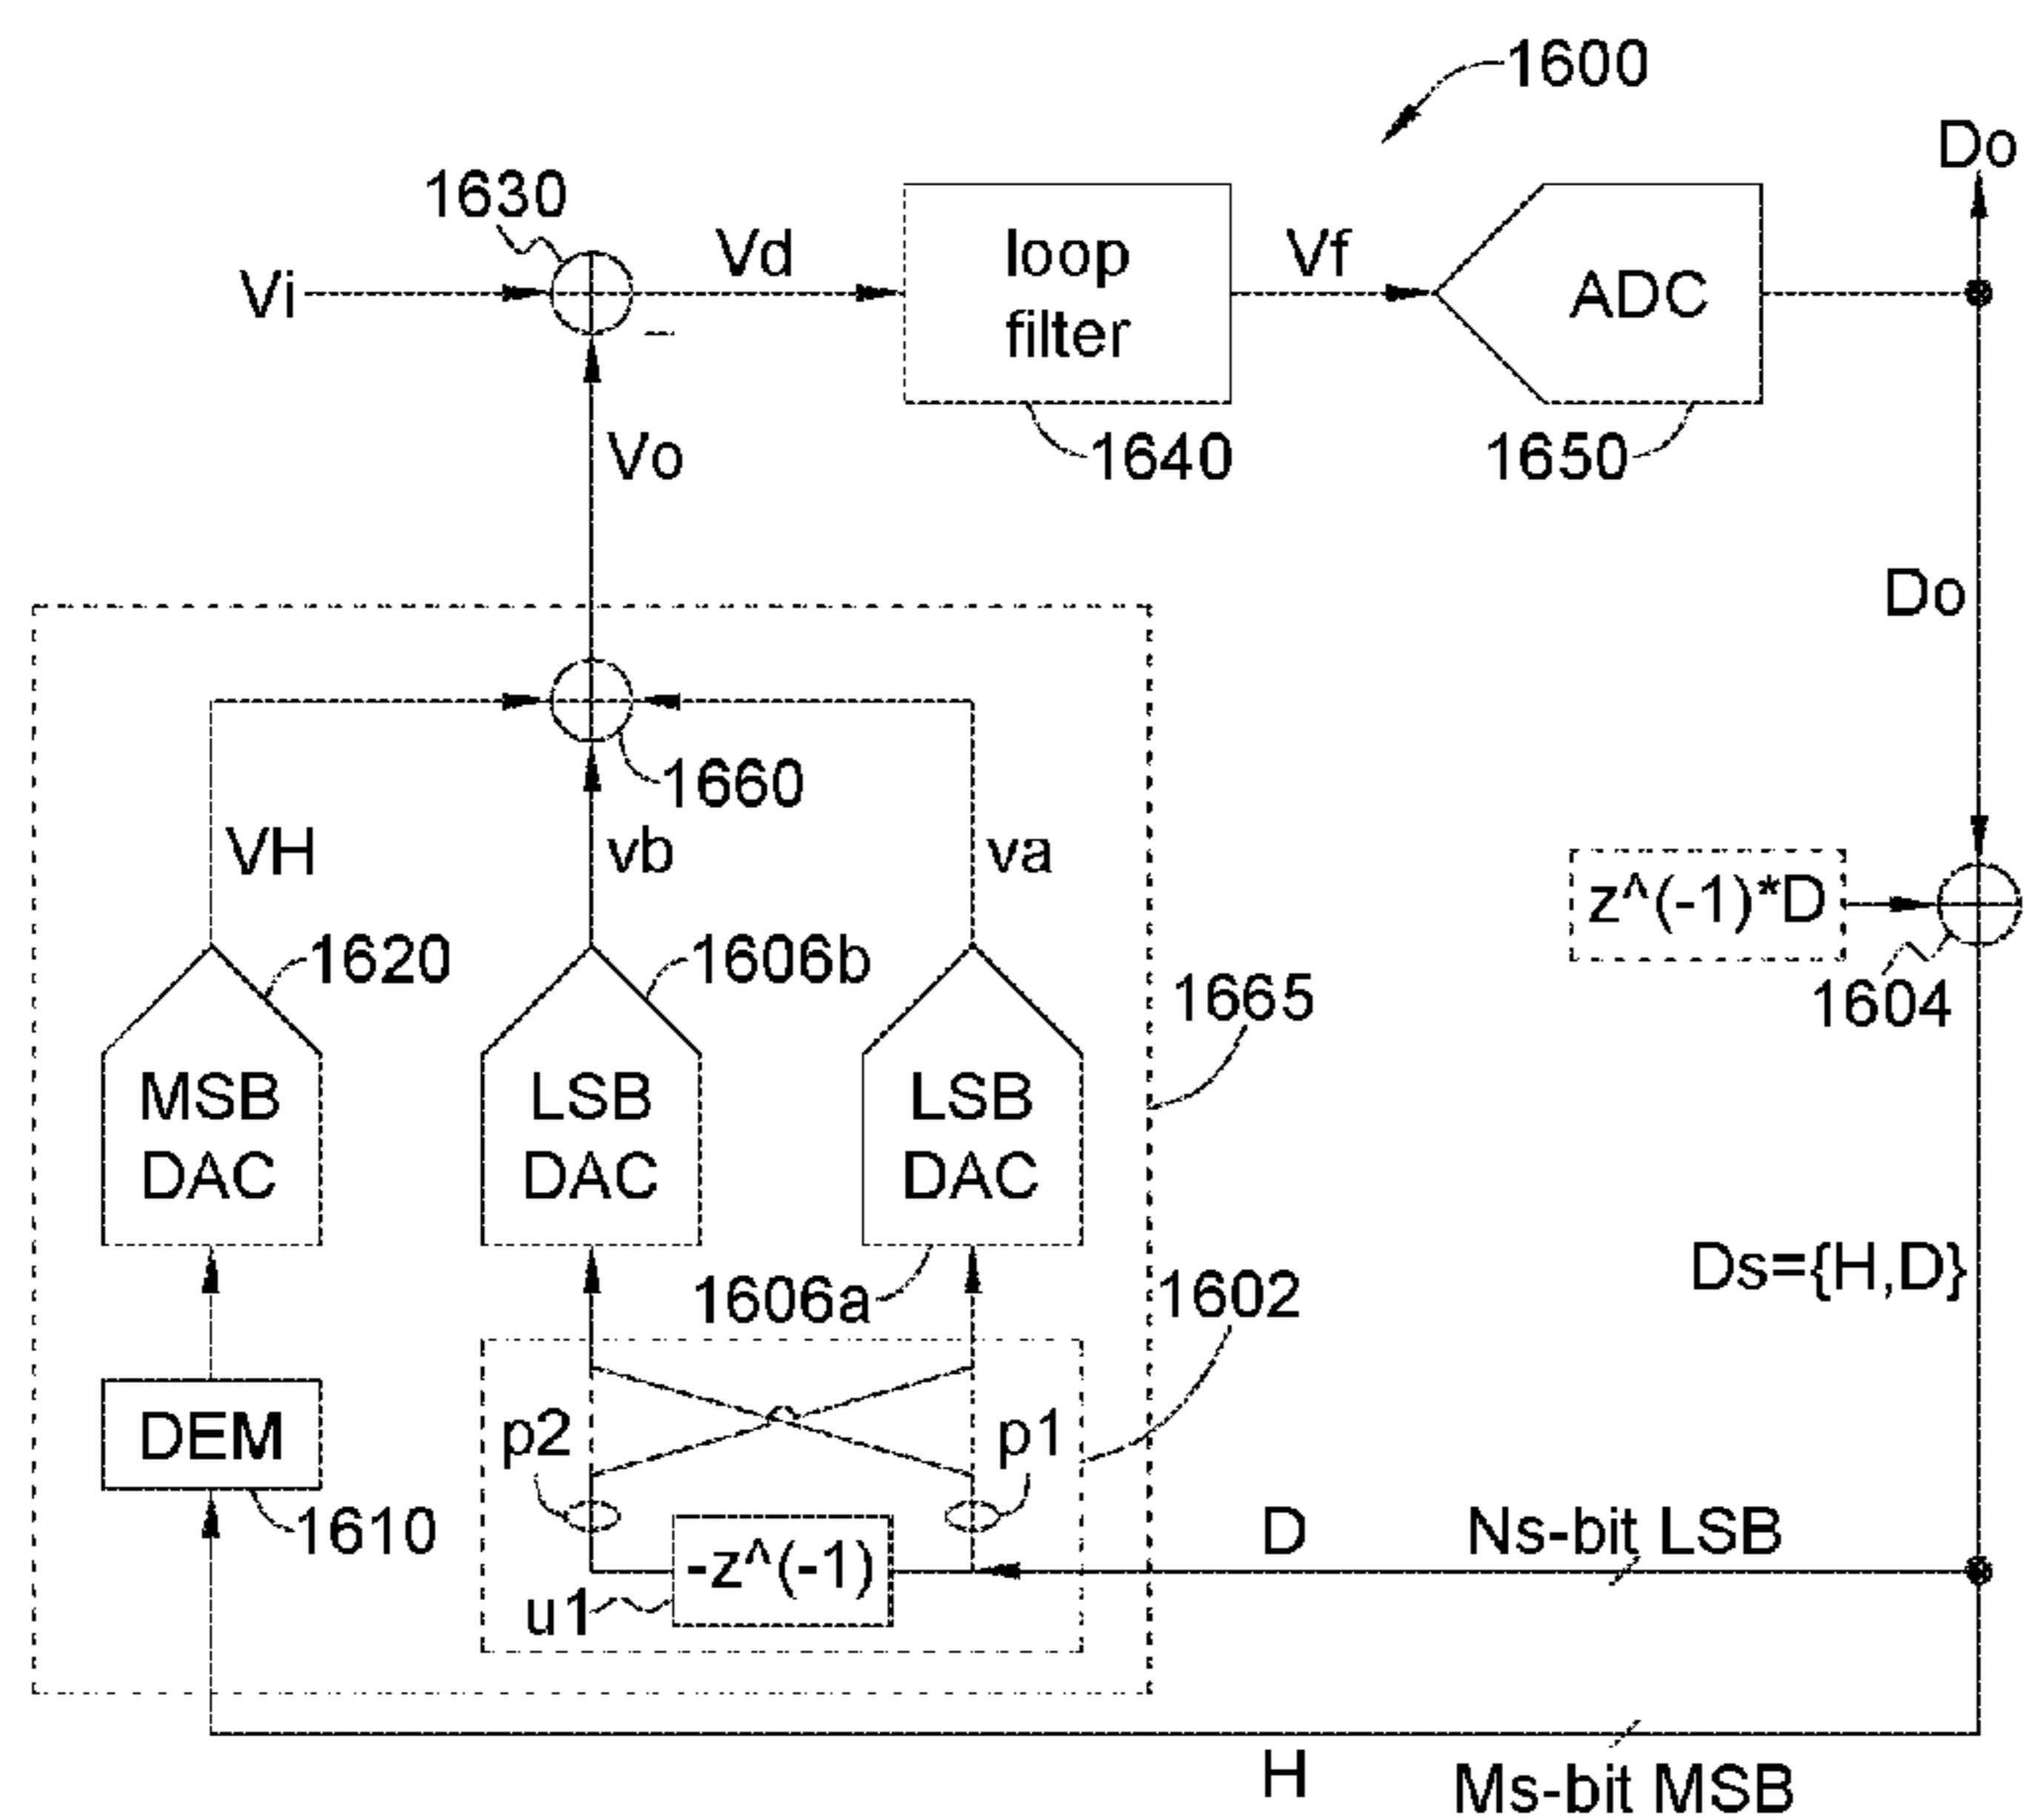 1600
Do
1630
Vi
Vd
loop
filter
Vf
ADC
–
Vo
1640
1650
Do
1660
VH
vb
va
z^(-1)*D
1620
1606b
1665
1604
MSB
DAC
LSB
DAC
LSB
DAC
Ds={H,D}
1606a
1602
DEM
p2
p1
1610
D
Ns-bit LSB
-z^(-1)
u1
H
Ms-bit MSB